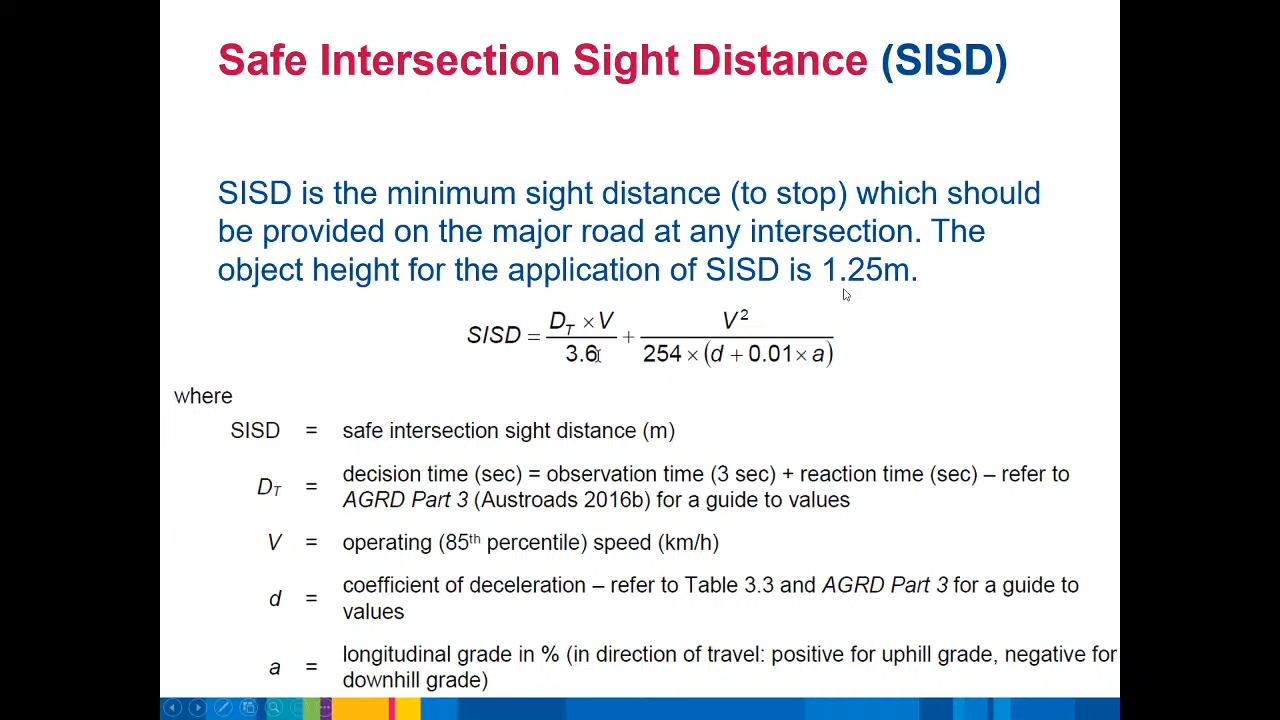 Safe Intersection Sight Distance (SISD)
SISD is the minimum sight distance (to stop) which should
be provided on the major road at any intersection. The
object height for the application of SISD is 1.25m.
SISD = (D_T × V)/3.6 + V²/(254 × (d + 0.01 × a))
where
SISD = safe intersection sight distance (m)
D_T = decision time (sec) = observation time (3 sec) + reaction time (sec) – refer to
AGRD Part 3 (Austroads 2016b) for a guide to values
V = operating (85th percentile) speed (km/h)
d = coefficient of deceleration – refer to Table 3.3 and AGRD Part 3 for a guide to
values
a = longitudinal grade in % (in direction of travel: positive for uphill grade, negative for
downhill grade)